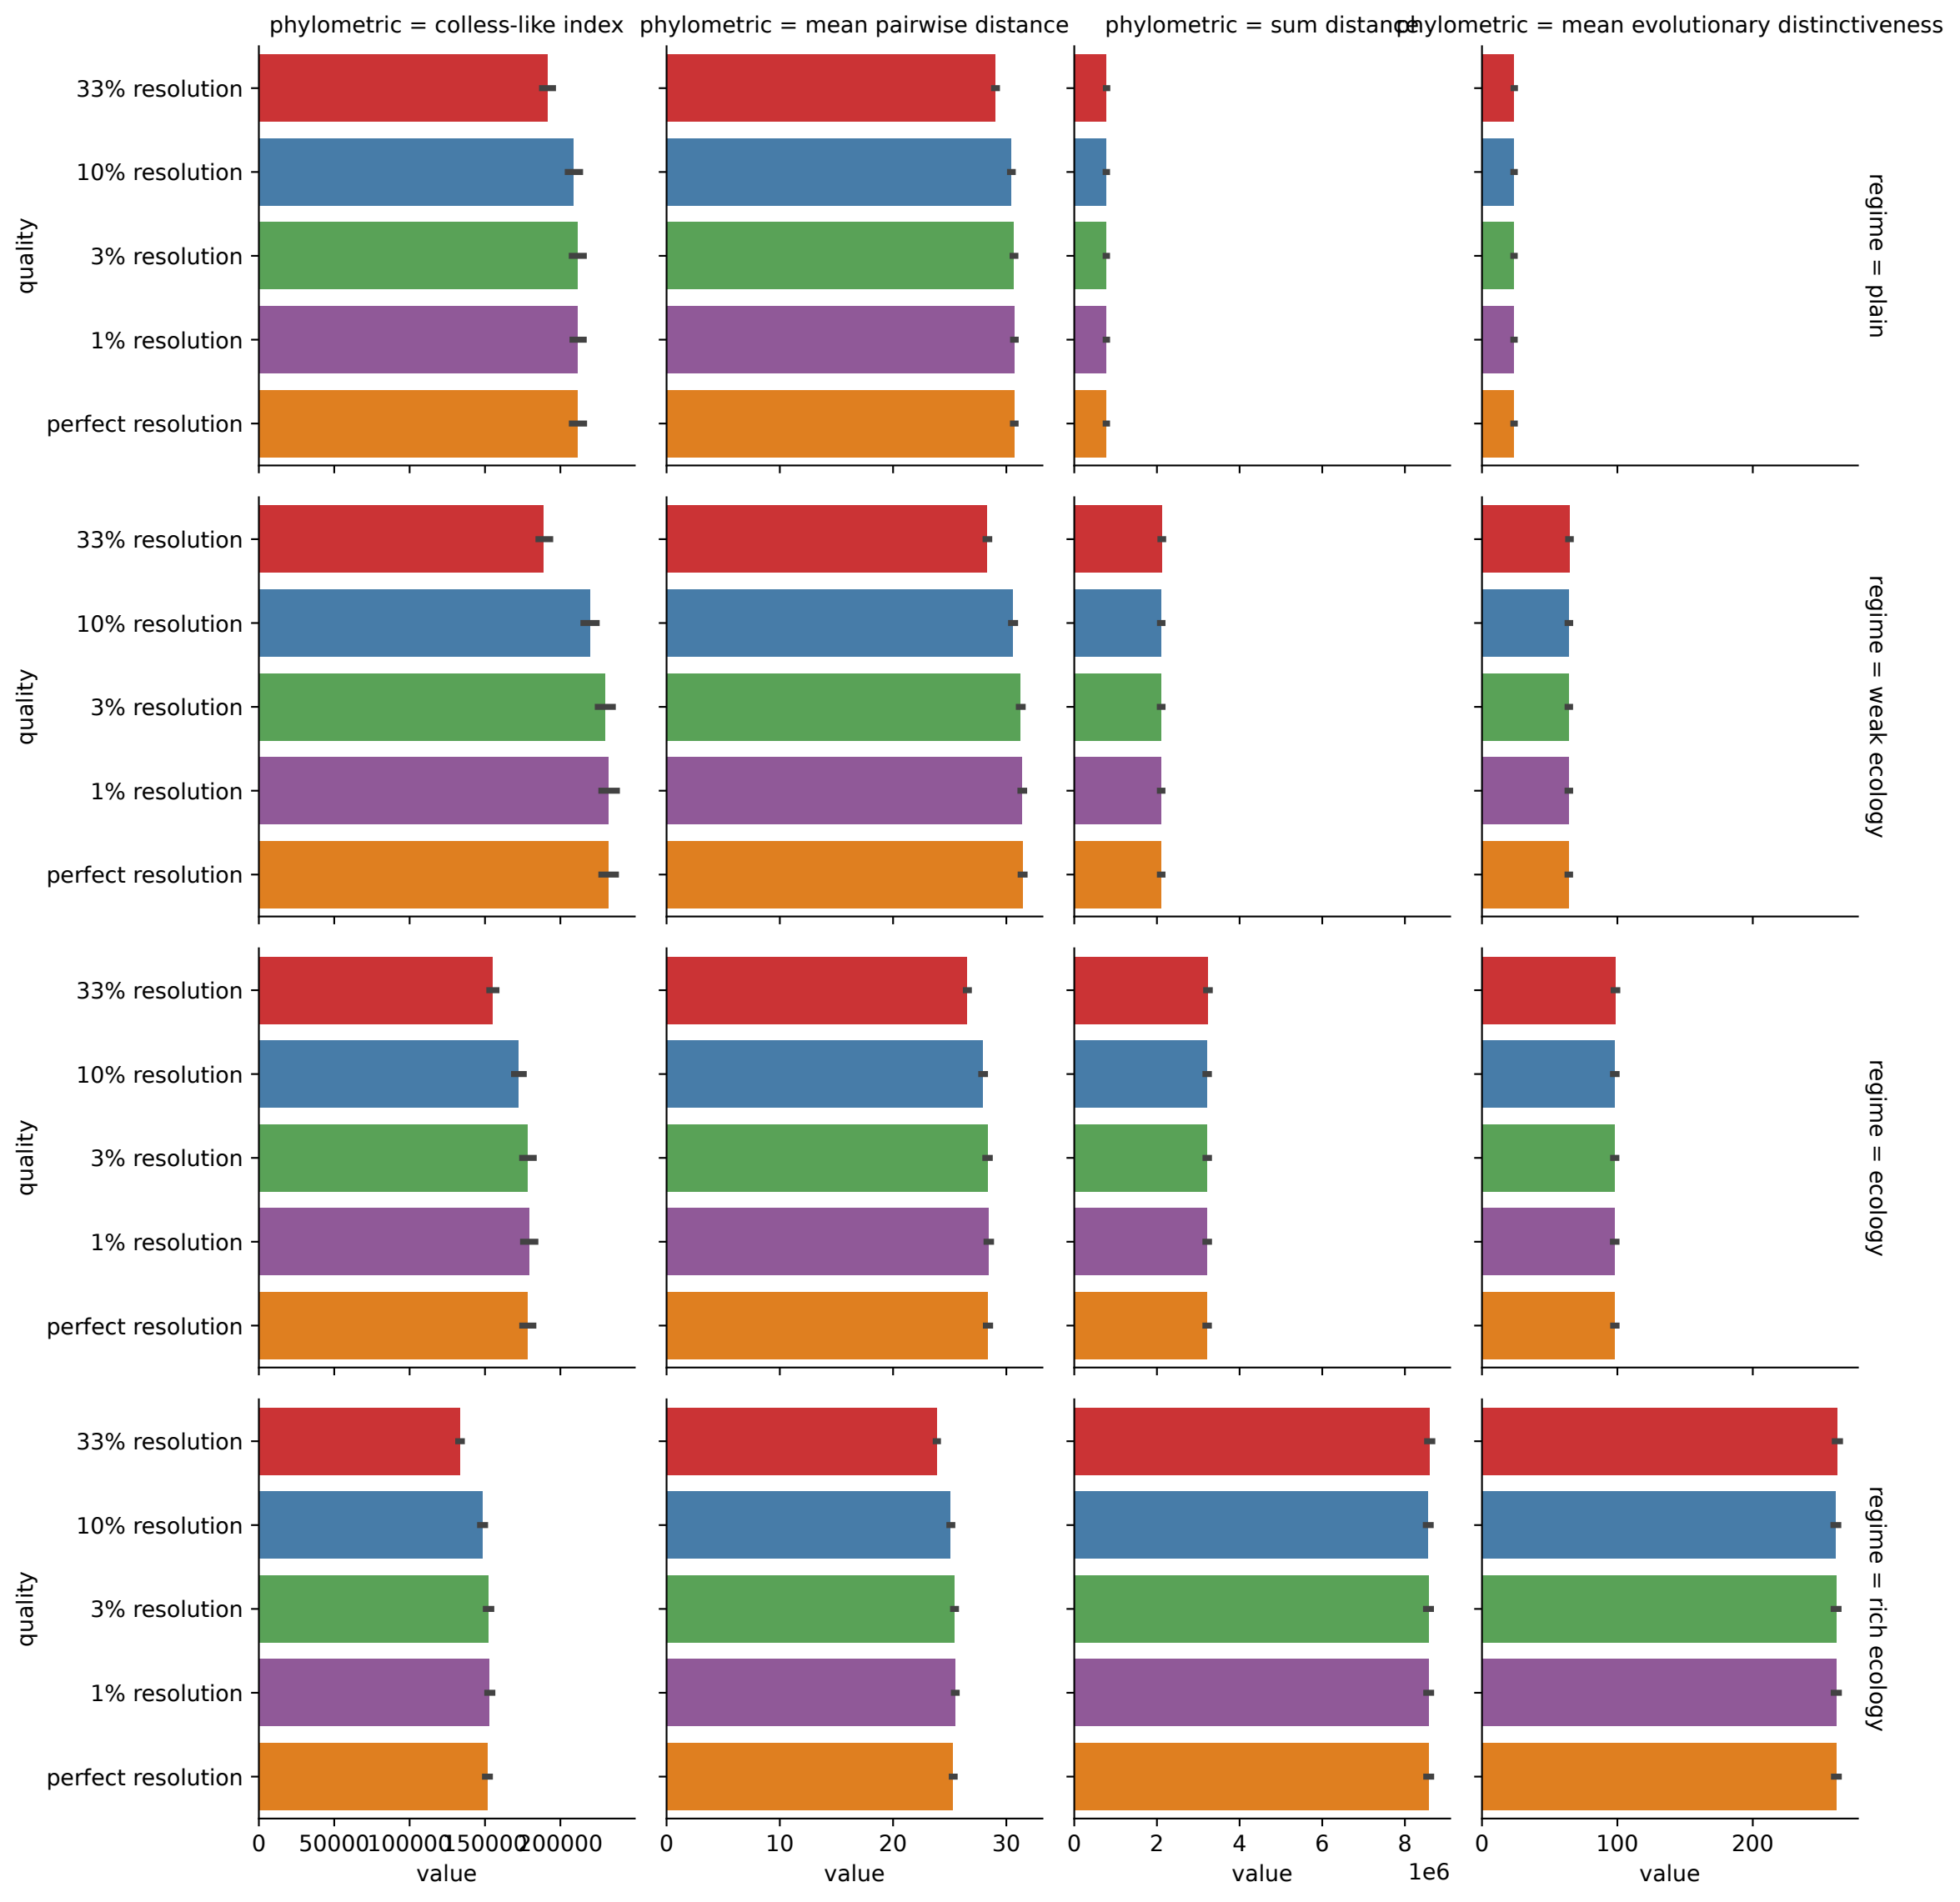 phylometric = colless-like index
phylometric = mean pairwise distance
phylometric = sum distance
phylometric = mean evolutionary distinctiveness
quality
33% resolution
10% resolution
3% resolution
1% resolution
perfect resolution
regime = plain
quality
33% resolution
10% resolution
3% resolution
1% resolution
perfect resolution
regime = weak ecology
quality
33% resolution
10% resolution
3% resolution
1% resolution
perfect resolution
regime = ecology
quality
33% resolution
10% resolution
3% resolution
1% resolution
perfect resolution
regime = rich ecology
0 50000 100000 150000 200000
value
0 10 20 30
value
0 2 4 6 8
1e6
value
0 100 200
value